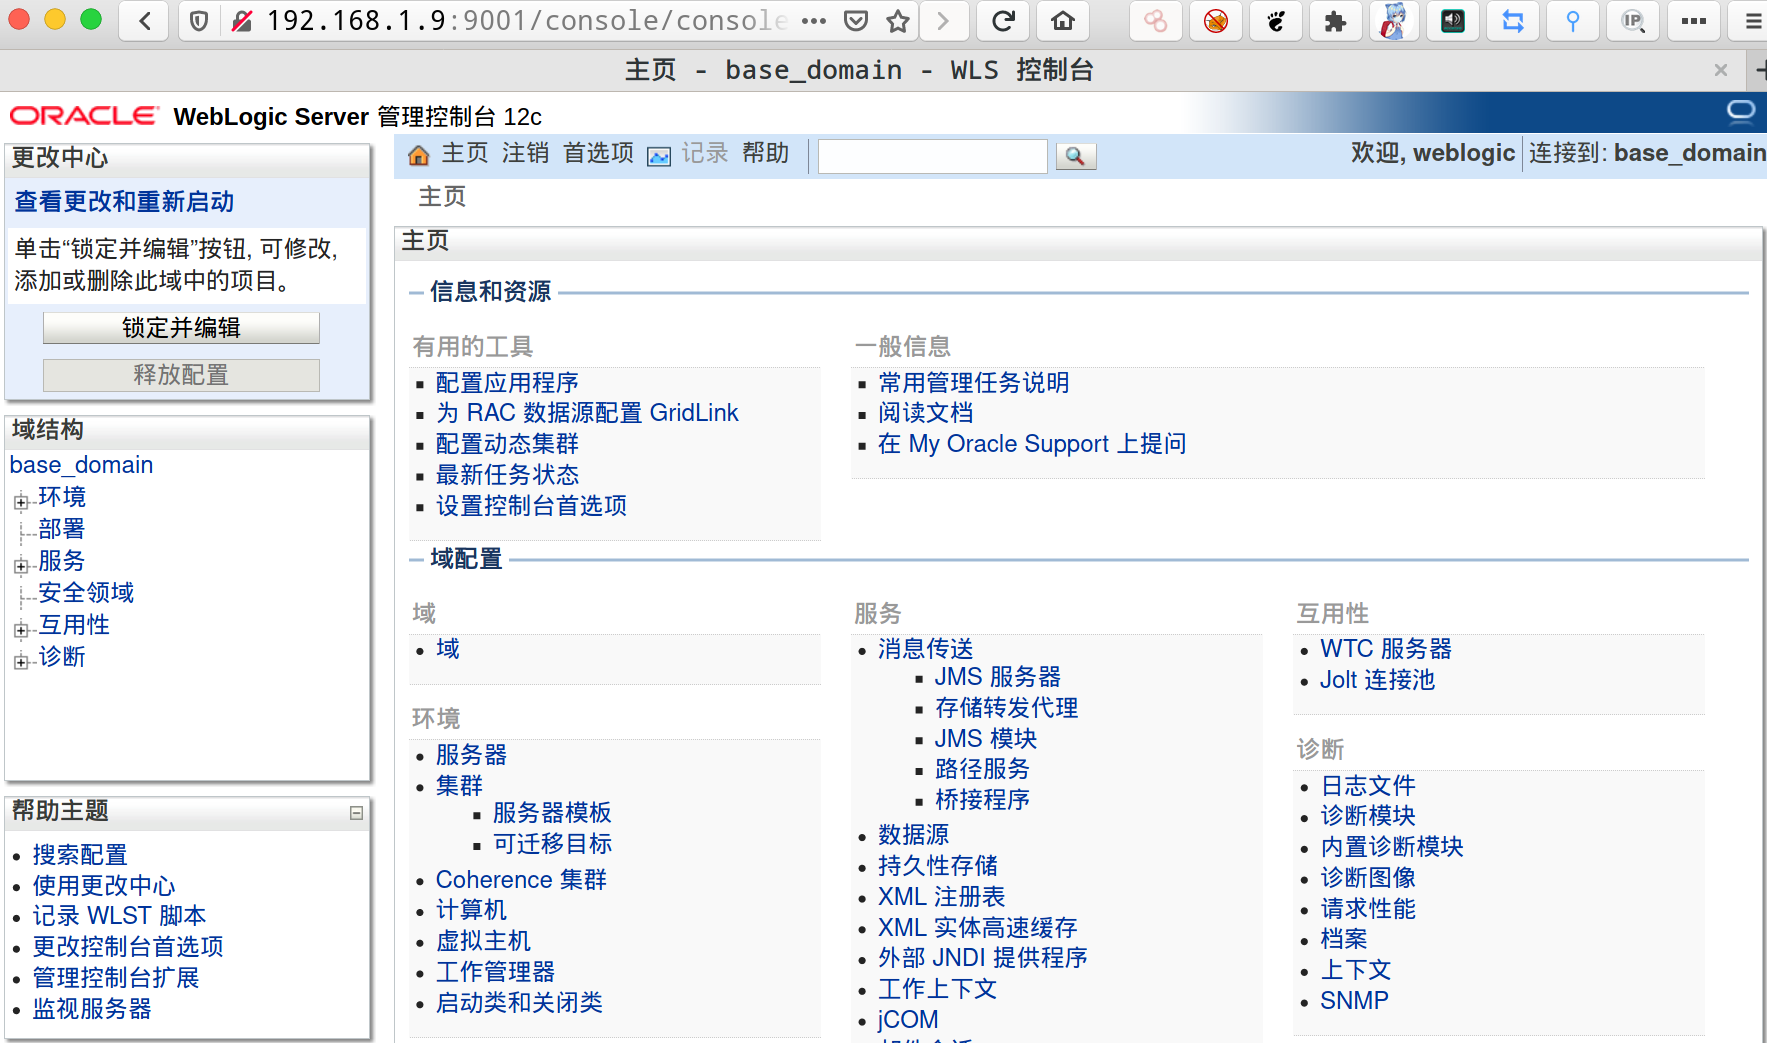 192.168.1.9:9001/console/console
主页 - base_domain - WLS 控制台
ORACLE WebLogic Server 管理控制台 12c
更改中心
查看更改和重新启动
单击“锁定并编辑”按钮, 可修改,
添加或删除此域中的项目。
锁定并编辑
释放配置
域结构
base_domain
环境
部署
服务
安全领域
互用性
诊断
帮助主题
搜索配置
使用更改中心
记录 WLST 脚本
更改控制台首选项
管理控制台扩展
监视服务器
主页 注销 首选项 记录 帮助
欢迎, weblogic 连接到: base_domain
主页
主页
信息和资源
有用的工具
配置应用程序
为 RAC 数据源配置 GridLink
配置动态集群
最新任务状态
设置控制台首选项
一般信息
常用管理任务说明
阅读文档
在 My Oracle Support 上提问
域配置
域
域
环境
服务器
集群
服务器模板
可迁移目标
Coherence 集群
计算机
虚拟主机
工作管理器
启动类和关闭类
服务
消息传送
JMS 服务器
存储转发代理
JMS 模块
路径服务
桥接程序
数据源
持久性存储
XML 注册表
XML 实体高速缓存
外部 JNDI 提供程序
工作上下文
jCOM
互用性
WTC 服务器
Jolt 连接池
诊断
日志文件
诊断模块
内置诊断模块
诊断图像
请求性能
档案
上下文
SNMP